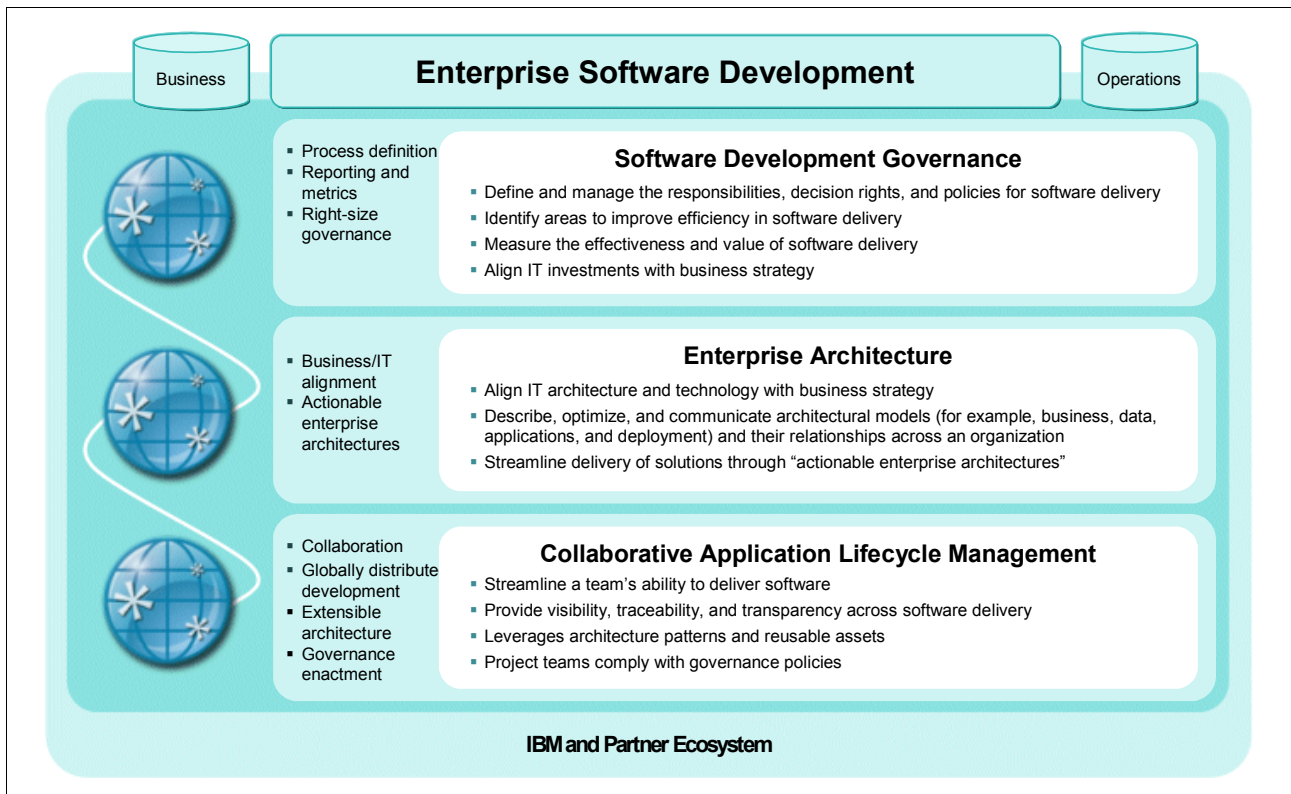 Business
Enterprise Software Development
Operations
▪ Process definition
▪ Reporting and
metrics
▪ Right-size
governance
Software Development Governance
▪ Define and manage the responsibilities, decision rights, and policies for software delivery
▪ Identify areas to improve efficiency in software delivery
▪ Measure the effectiveness and value of software delivery
▪ Align IT investments with business strategy
▪ Business/IT
alignment
▪ Actionable
enterprise
architectures
Enterprise Architecture
▪ Align IT architecture and technology with business strategy
▪ Describe, optimize, and communicate architectural models (for example, business, data,
applications, and deployment) and their relationships across an organization
▪ Streamline delivery of solutions through “actionable enterprise architectures”
▪ Collaboration
▪ Globally distribute
development
▪ Extensible
architecture
▪ Governance
enactment
Collaborative Application Lifecycle Management
▪ Streamline a team’s ability to deliver software
▪ Provide visibility, traceability, and transparency across software delivery
▪ Leverages architecture patterns and reusable assets
▪ Project teams comply with governance policies
IBM and Partner Ecosystem